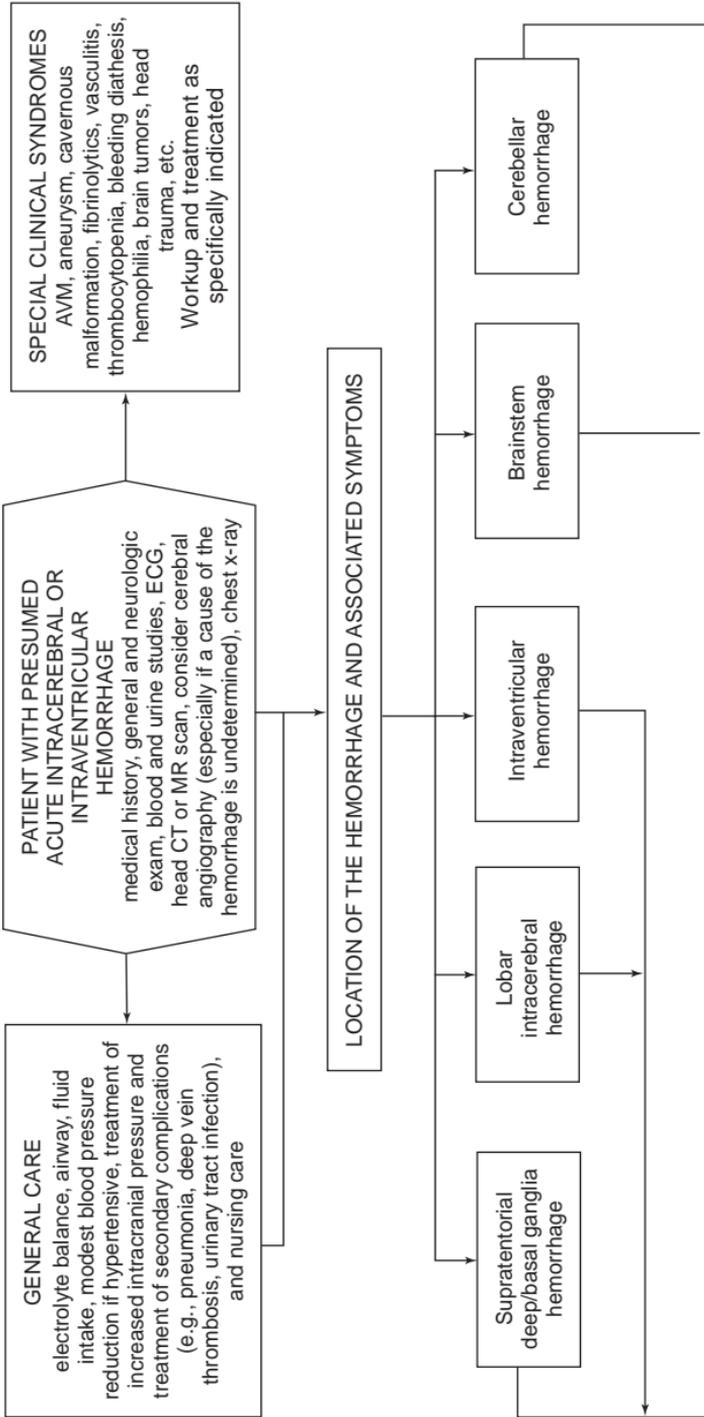 PATIENT WITH PRESUMED
ACUTE INTRACEREBRAL OR
INTRAVENTRICULAR
HEMORRHAGE
medical history, general and neurologic
exam, blood and urine studies, ECG,
head CT or MR scan, consider cerebral
angiography (especially if a cause of the
hemorrhage is undetermined), chest x-ray
GENERAL CARE
electrolyte balance, airway, fluid
intake, modest blood pressure
reduction if hypertensive, treatment of
increased intracranial pressure and
treatment of secondary complications
(e.g., pneumonia, deep vein
thrombosis, urinary tract infection),
and nursing care
SPECIAL CLINICAL SYNDROMES
AVM, aneurysm, cavernous
malformation, fibrinolytics, vasculitis,
thrombocytopenia, bleeding diathesis,
hemophilia, brain tumors, head
trauma, etc.
Workup and treatment as
specifically indicated
LOCATION OF THE HEMORRHAGE AND ASSOCIATED SYMPTOMS
Supratentorial
deep/basal ganglia
hemorrhage
Lobar
intracerebral
hemorrhage
Intraventricular
hemorrhage
Brainstem
hemorrhage
Cerebellar
hemorrhage